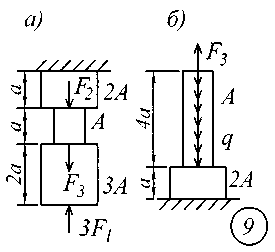 а) б)
F₂ 2A F₃
a
a A 4a A
2a q
F₃ 3A a 2A
3F₁ 9